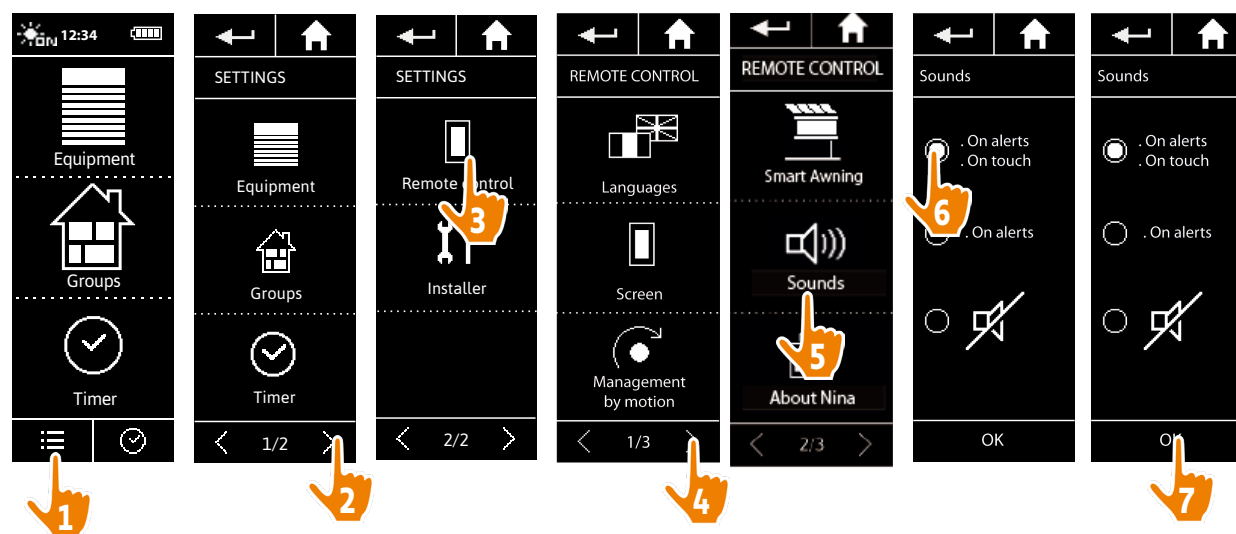 ON 12:34
Equipment
Groups
Timer
1
SETTINGS
Equipment
Groups
Timer
1/2
2
SETTINGS
Remote control
3
Installer
2/2
REMOTE CONTROL
Languages
Screen
Management
by motion
1/3
4
REMOTE CONTROL
Smart Awning
Sounds
5
About Nina
2/3
Sounds
. On alerts
. On touch
6
. On alerts
OK
Sounds
. On alerts
. On touch
. On alerts
OK
7